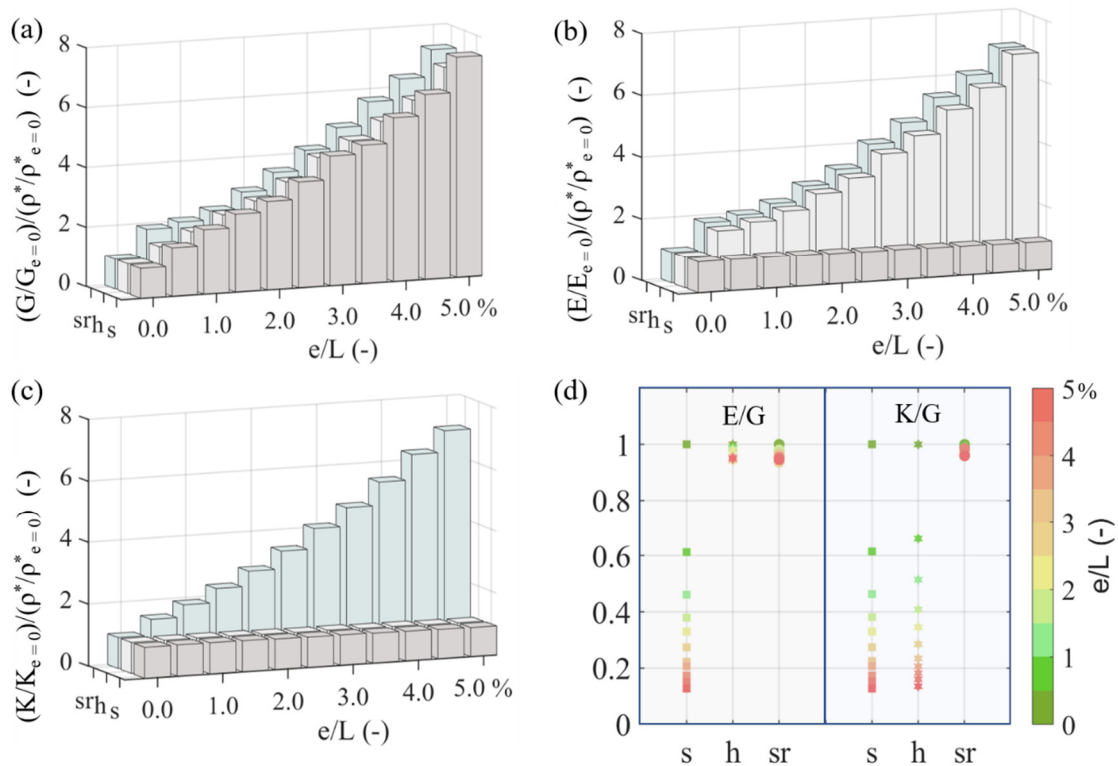 (a)
(G/G e = 0)/(ρ*/ρ* e = 0) (-)
8
6
4
2
0
sr h s
0.0 1.0 2.0 3.0 4.0 5.0 %
e/L (-)
(b)
(E/E e = 0)/(ρ*/ρ* e = 0) (-)
8
6
4
2
0
sr h s
0.0 1.0 2.0 3.0 4.0 5.0 %
e/L (-)
(c)
(K/K e = 0)/(ρ*/ρ* e = 0) (-)
8
6
4
2
0
sr h s
0.0 1.0 2.0 3.0 4.0 5.0 %
e/L (-)
(d)
E/G K/G
1
0.8
0.6
0.4
0.2
0
s h sr s h sr
5%
4
3
2
1
0
e/L (-)